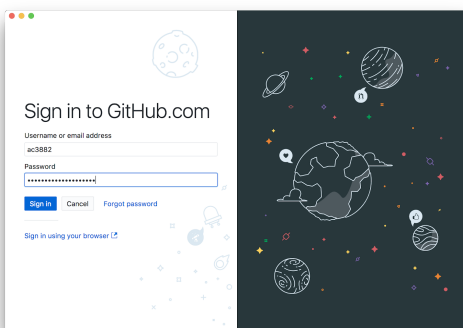 Sign in to GitHub.com
Username or email address
ac3882
Password
••••••••••••••••••••
Sign in Cancel Forgot password
Sign in using your browser